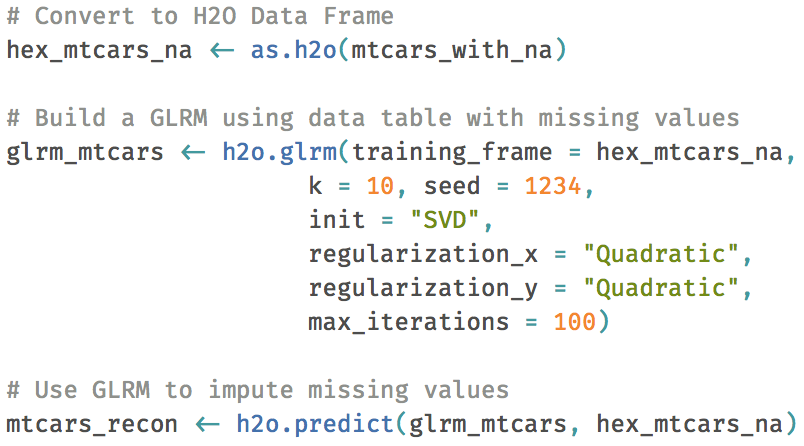 # Convert to H2O Data Frame
hex_mtcars_na <- as.h2o(mtcars_with_na)
# Build a GLRM using data table with missing values
glrm_mtcars <- h2o.glrm(training_frame = hex_mtcars_na,
k = 10, seed = 1234,
init = "SVD",
regularization_x = "Quadratic",
regularization_y = "Quadratic",
max_iterations = 100)
# Use GLRM to impute missing values
mtcars_recon <- h2o.predict(glrm_mtcars, hex_mtcars_na)